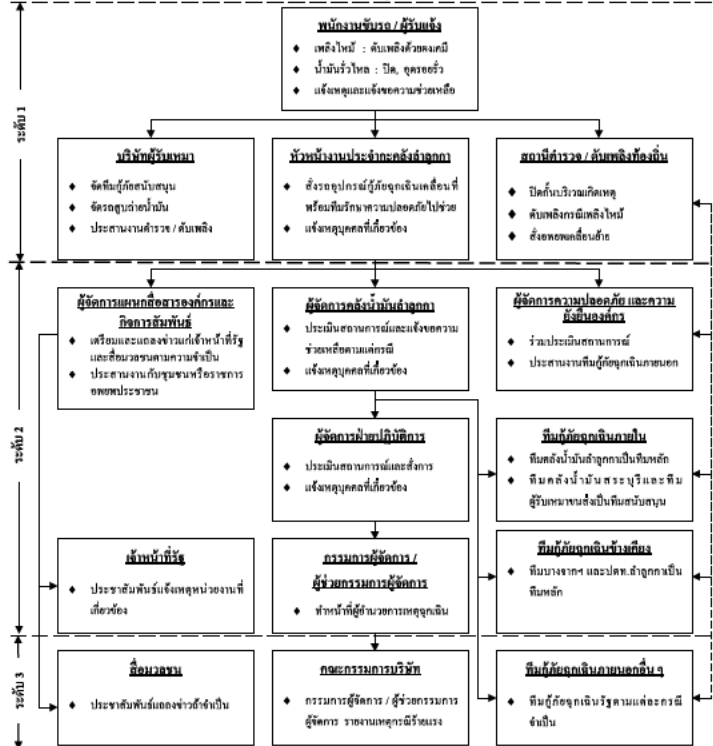 พนักงานขับรถ / ผู้รับแจ้ง
♦ เพลิงไหม้ : ดับเพลิงด้วยผงเคมี
♦ น้ำมันรั่วไหล : ปิด, อุดรอยรั่ว
♦ แจ้งเหตุและแจ้งขอความช่วยเหลือ
ระดับ 1
บริษัทผู้รับเหมา
♦ จัดทีมกู้ภัยสนับสนุน
♦ จัดรถสูบถ่ายน้ำมัน
♦ ประสานงานตำรวจ / ดับเพลิง
หัวหน้างานประจำกะคลังลำลูกกา
♦ สั่งรถอุปกรณ์กู้ภัยฉุกเฉินเคลื่อนที่
พร้อมทีมรักษาความปลอดภัยไปช่วย
♦ แจ้งเหตุบุคคลที่เกี่ยวข้อง
สถานีตำรวจ / ดับเพลิงท้องถิ่น
♦ ปิดกั้นบริเวณเกิดเหตุ
♦ ดับเพลิงกรณีเพลิงไหม้
♦ สั่งอพยพเคลื่อนย้าย
ระดับ 2
ผู้จัดการแผนกสื่อสารองค์กรและ
กิจการสัมพันธ์
♦ เตรียมและแถลงข่าวแก่เจ้าหน้าที่รัฐ
และสื่อมวลชนตามความจำเป็น
♦ ประสานงานกับชุมชนหรือราชการ
อพยพประชาชน
ผู้จัดการคลังน้ำมันลำลูกกา
♦ ประเมินสถานการณ์และแจ้งขอความ
ช่วยเหลือตามแต่กรณี
♦ แจ้งเหตุบุคคลที่เกี่ยวข้อง
ผู้จัดการความปลอดภัย และความ
ยั่งยืนองค์กร
♦ ร่วมประเมินสถานการณ์
♦ ประสานงานทีมกู้ภัยฉุกเฉินภายนอก
ผู้จัดการฝ่ายปฏิบัติการ
♦ ประเมินสถานการณ์และสั่งการ
♦ แจ้งเหตุบุคคลที่เกี่ยวข้อง
ทีมกู้ภัยฉุกเฉินภายใน
♦ ทีมคลังน้ำมันลำลูกกาเป็นทีมหลัก
♦ ทีมคลังน้ำมันสระบุรีและทีม
ผู้รับเหมาขนส่งเป็นทีมสนับสนุน
เจ้าหน้าที่รัฐ
♦ ประชาสัมพันธ์แจ้งเหตุหน่วยงานที่
เกี่ยวข้อง
กรรมการผู้จัดการ /
ผู้ช่วยกรรมการผู้จัดการ
♦ ทำหน้าที่ผู้อำนวยการเหตุฉุกเฉิน
ทีมกู้ภัยฉุกเฉินข้างเคียง
♦ ทีมบางจากฯ และปตท.ลำลูกกาเป็น
ทีมหลัก
ระดับ 3
สื่อมวลชน
♦ ประชาสัมพันธ์แถลงข่าวถ้าจำเป็น
คณะกรรมการบริษัท
♦ กรรมการผู้จัดการ / ผู้ช่วยกรรมการ
ผู้จัดการ รายงานเหตุกรณีร้ายแรง
ทีมกู้ภัยฉุกเฉินภายนอกอื่น ๆ
♦ ทีมกู้ภัยฉุกเฉินรัฐตามแต่ละกรณี
จำเป็น